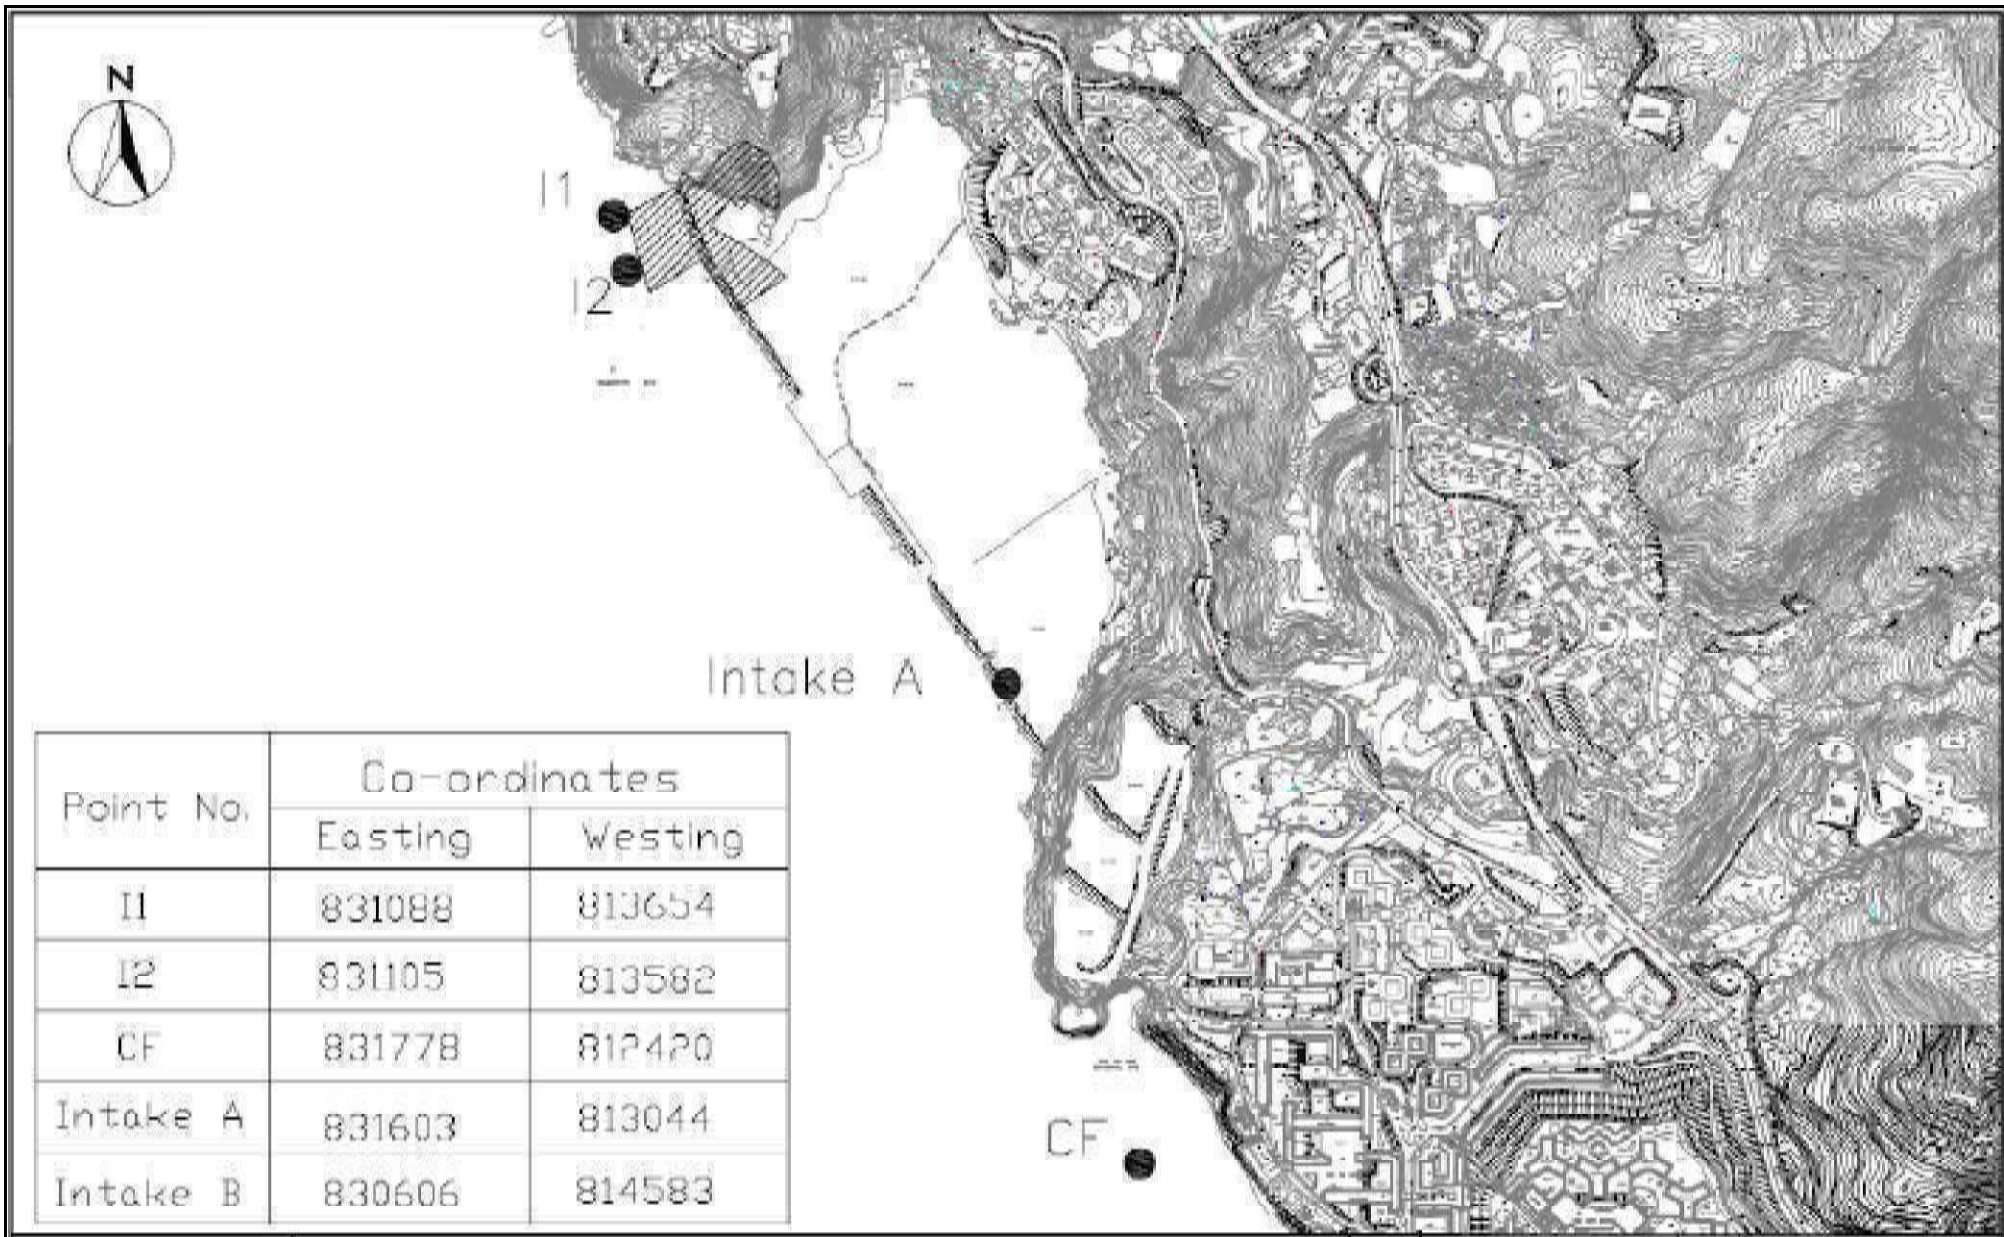 N
I1
I2
Intake A
Point No. Co-ordinates
Easting Westing
I1 831088 813654
I2 831105 813582
CF 831778 812420
Intake A 831603 813044
Intake B 830606 814583
CF